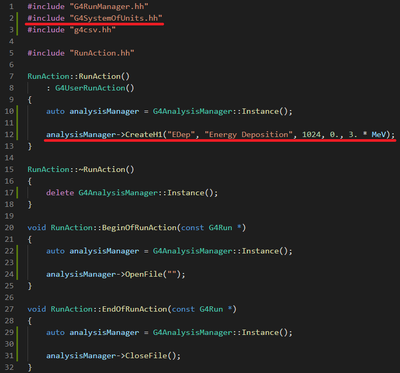 1 #include "G4RunManager.hh"
2 #include "G4SystemOfUnits.hh"
3 #include "g4csv.hh"
4
5 #include "RunAction.hh"
6
7 RunAction::RunAction()
8     : G4UserRunAction()
9 {
10     auto analysisManager = G4AnalysisManager::Instance();
11
12     analysisManager->CreateH1("EDep", "Energy Deposition", 1024, 0., 3. * MeV);
13 }
14
15 RunAction::~RunAction()
16 {
17     delete G4AnalysisManager::Instance();
18 }
19
20 void RunAction::BeginOfRunAction(const G4Run *)
21 {
22     auto analysisManager = G4AnalysisManager::Instance();
23
24     analysisManager->OpenFile("");
25 }
26
27 void RunAction::EndOfRunAction(const G4Run *)
28 {
29     auto analysisManager = G4AnalysisManager::Instance();
30
31     analysisManager->CloseFile();
32 }